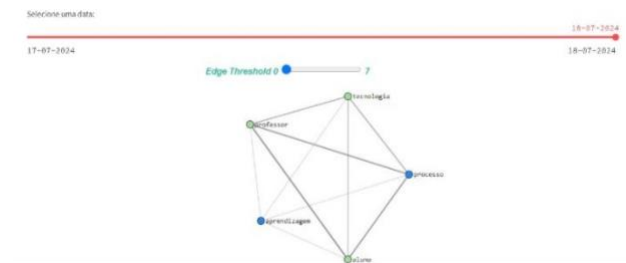 Selecione uma data:
18-07-2024
17-07-2024
18-07-2024
Edge Threshold 0
7
tecnologia
professor
processo
aprendizagem
aluno